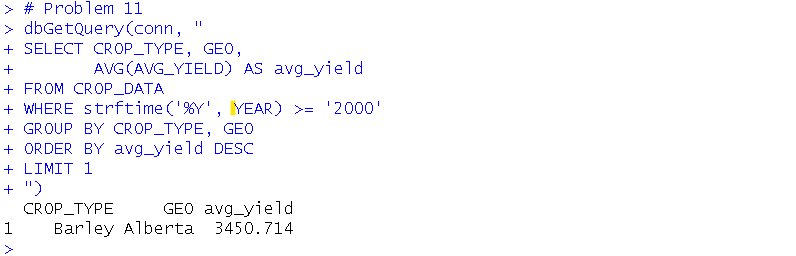 > # Problem 11
> dbGetQuery(conn, "
+ SELECT CROP_TYPE, GEO,
+        AVG(AVG_YIELD) AS avg_yield
+ FROM CROP_DATA
+ WHERE strftime('%Y', YEAR) >= '2000'
+ GROUP BY CROP_TYPE, GEO
+ ORDER BY avg_yield DESC
+ LIMIT 1
+ ")
  CROP_TYPE     GEO avg_yield
1    Barley Alberta  3450.714
>